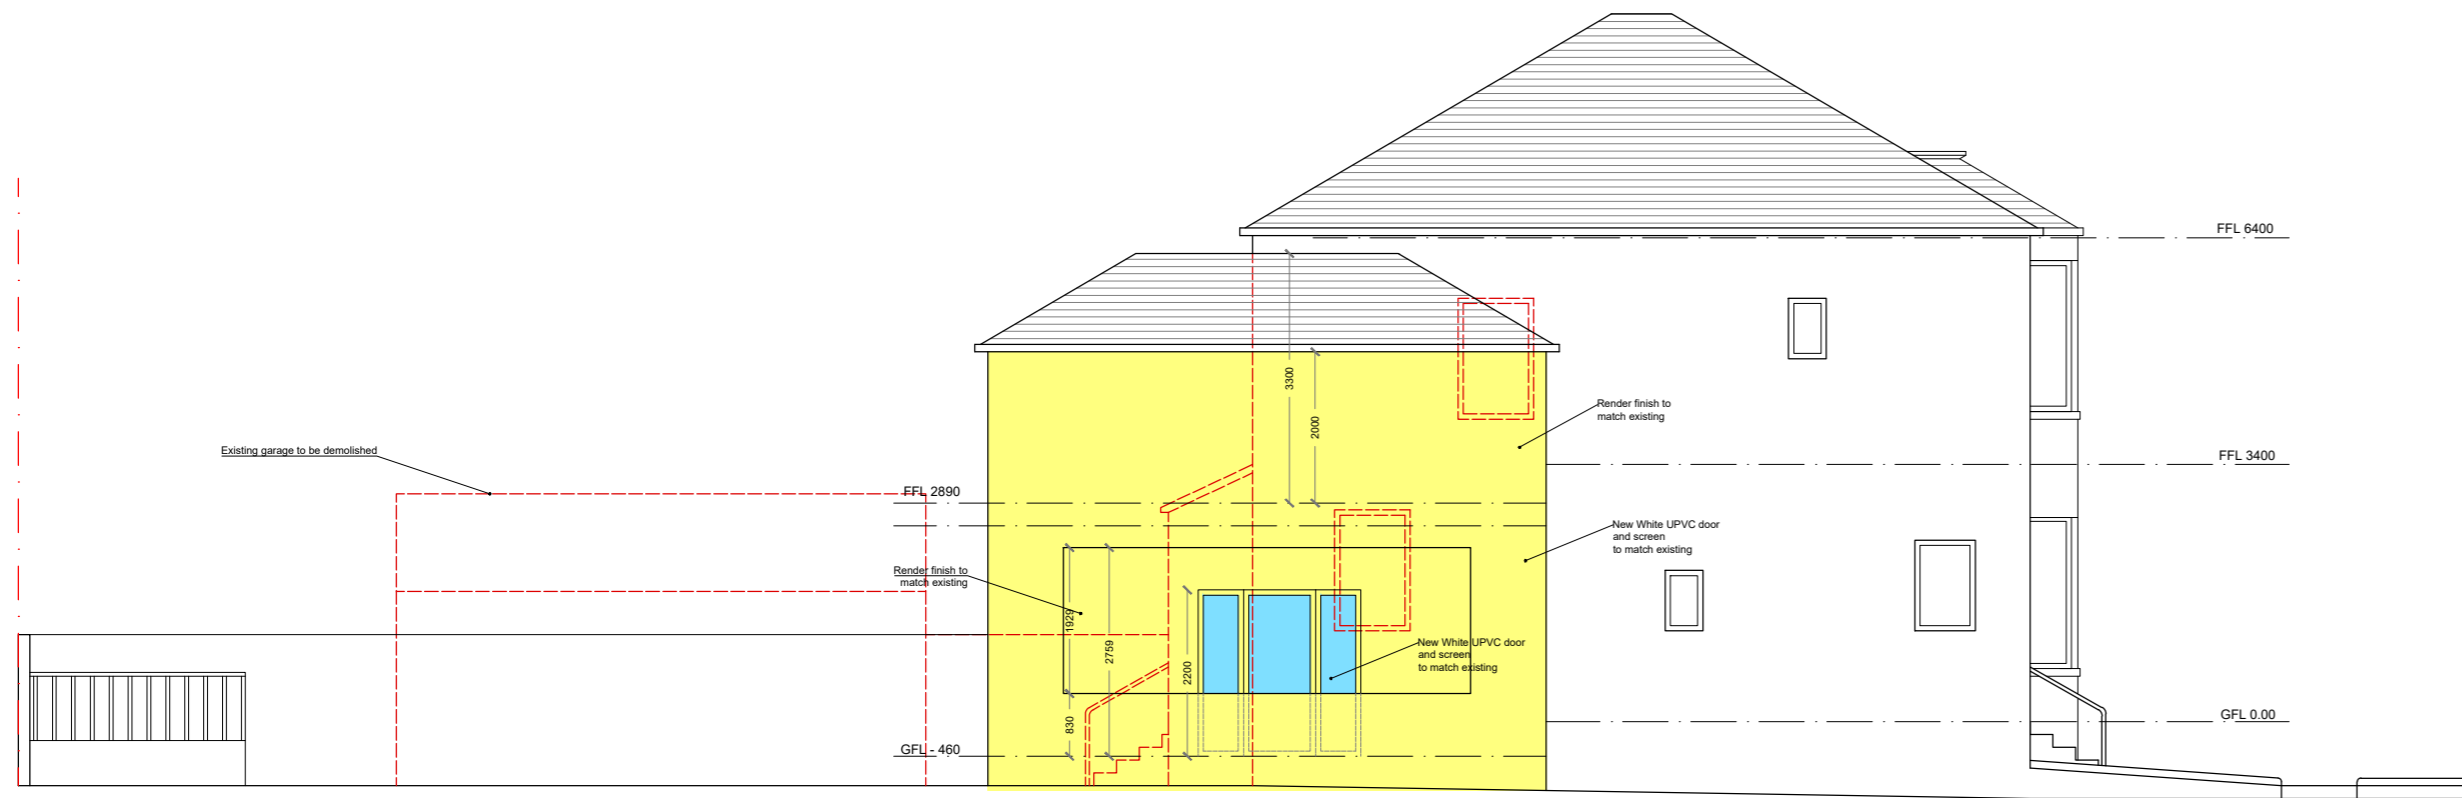 FFL 6400
3300
2000
Render finish to
match existing
Existing garage to be demolished
FFL 3400
FFL 2890
New White UPVC door
and screen
to match existing
Render finish to
match existing
1929
2759
2200
New White UPVC door
and screen
to match existing
830
GFL 0.00
GFL - 460